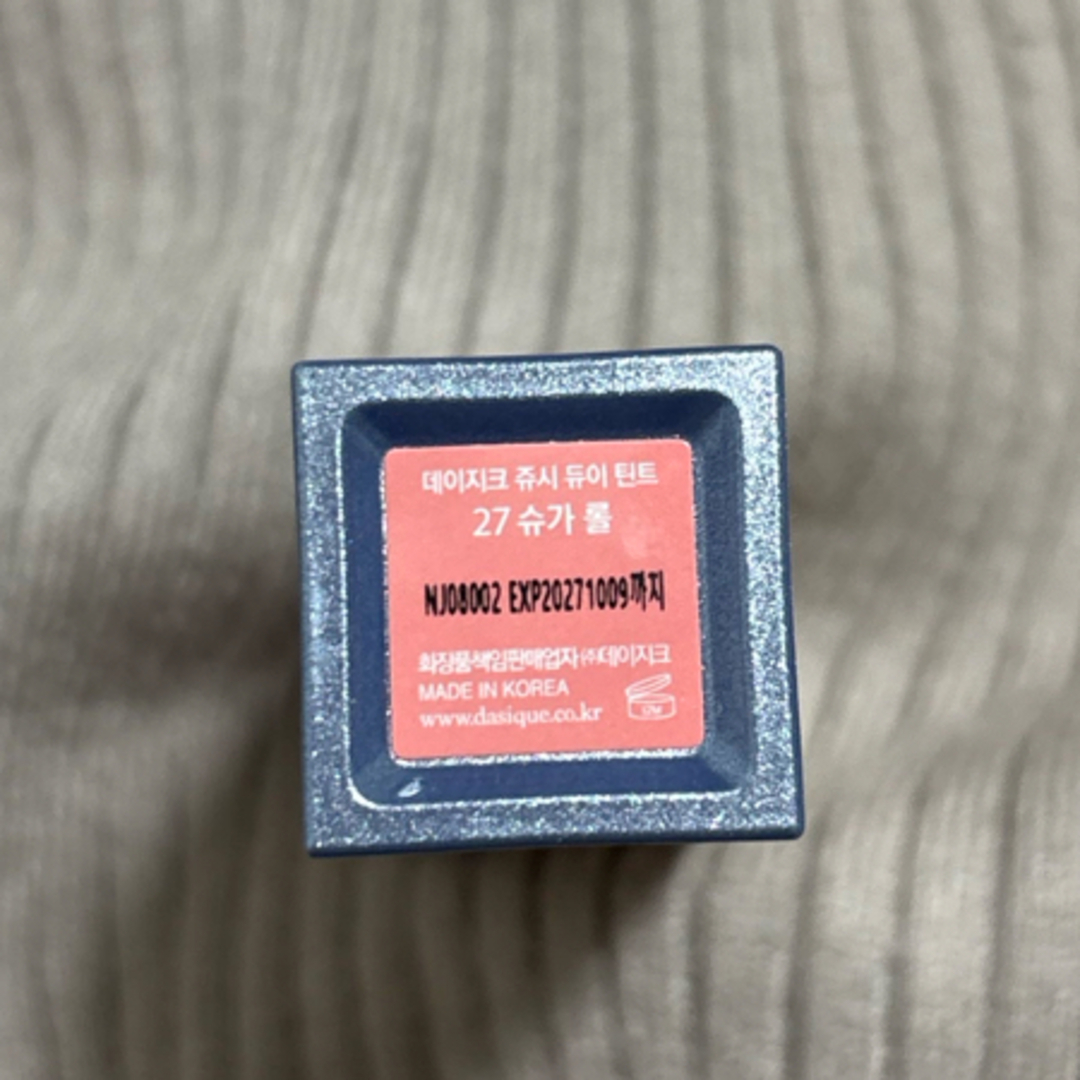 데이지크 쥬시 듀이 틴트
27 슈가 롤
NJ08002 EXP20271009까지
화장품책임판매업자 ㈜데이지크
MADE IN KOREA
12M
www.dasique.co.kr